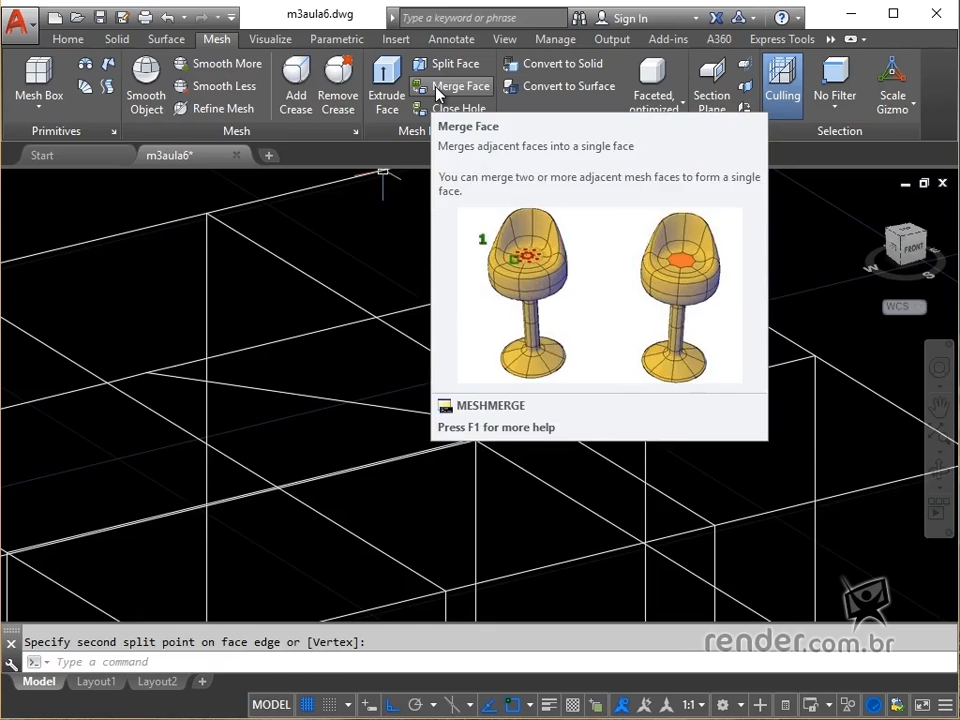 m3aula6.dwg
Type a keyword or phrase
Sign In
Home Solid Surface Mesh Visualize Parametric Insert Annotate View Manage Output Add-ins A360 Express Tools
Mesh Box
Smooth Object
Smooth More
Smooth Less
Refine Mesh
Add Crease
Remove Crease
Extrude Face
Split Face
Merge Face
Close Hole
Convert to Solid
Convert to Surface
Faceted, optimized
Section Plane
Culling
No Filter
Scale Gizmo
Primitives
Mesh
Mesh
Selection
Start
m3aula6*
Merge Face
Merges adjacent faces into a single face
You can merge two or more adjacent mesh faces to form a single
face.
1
MESHMERGE
Press F1 for more help
FRONT
W
S
WCS
Specify second split point on face edge or [Vertex]:
Type a command
render.com.br
Model Layout1 Layout2
MODEL
1:1